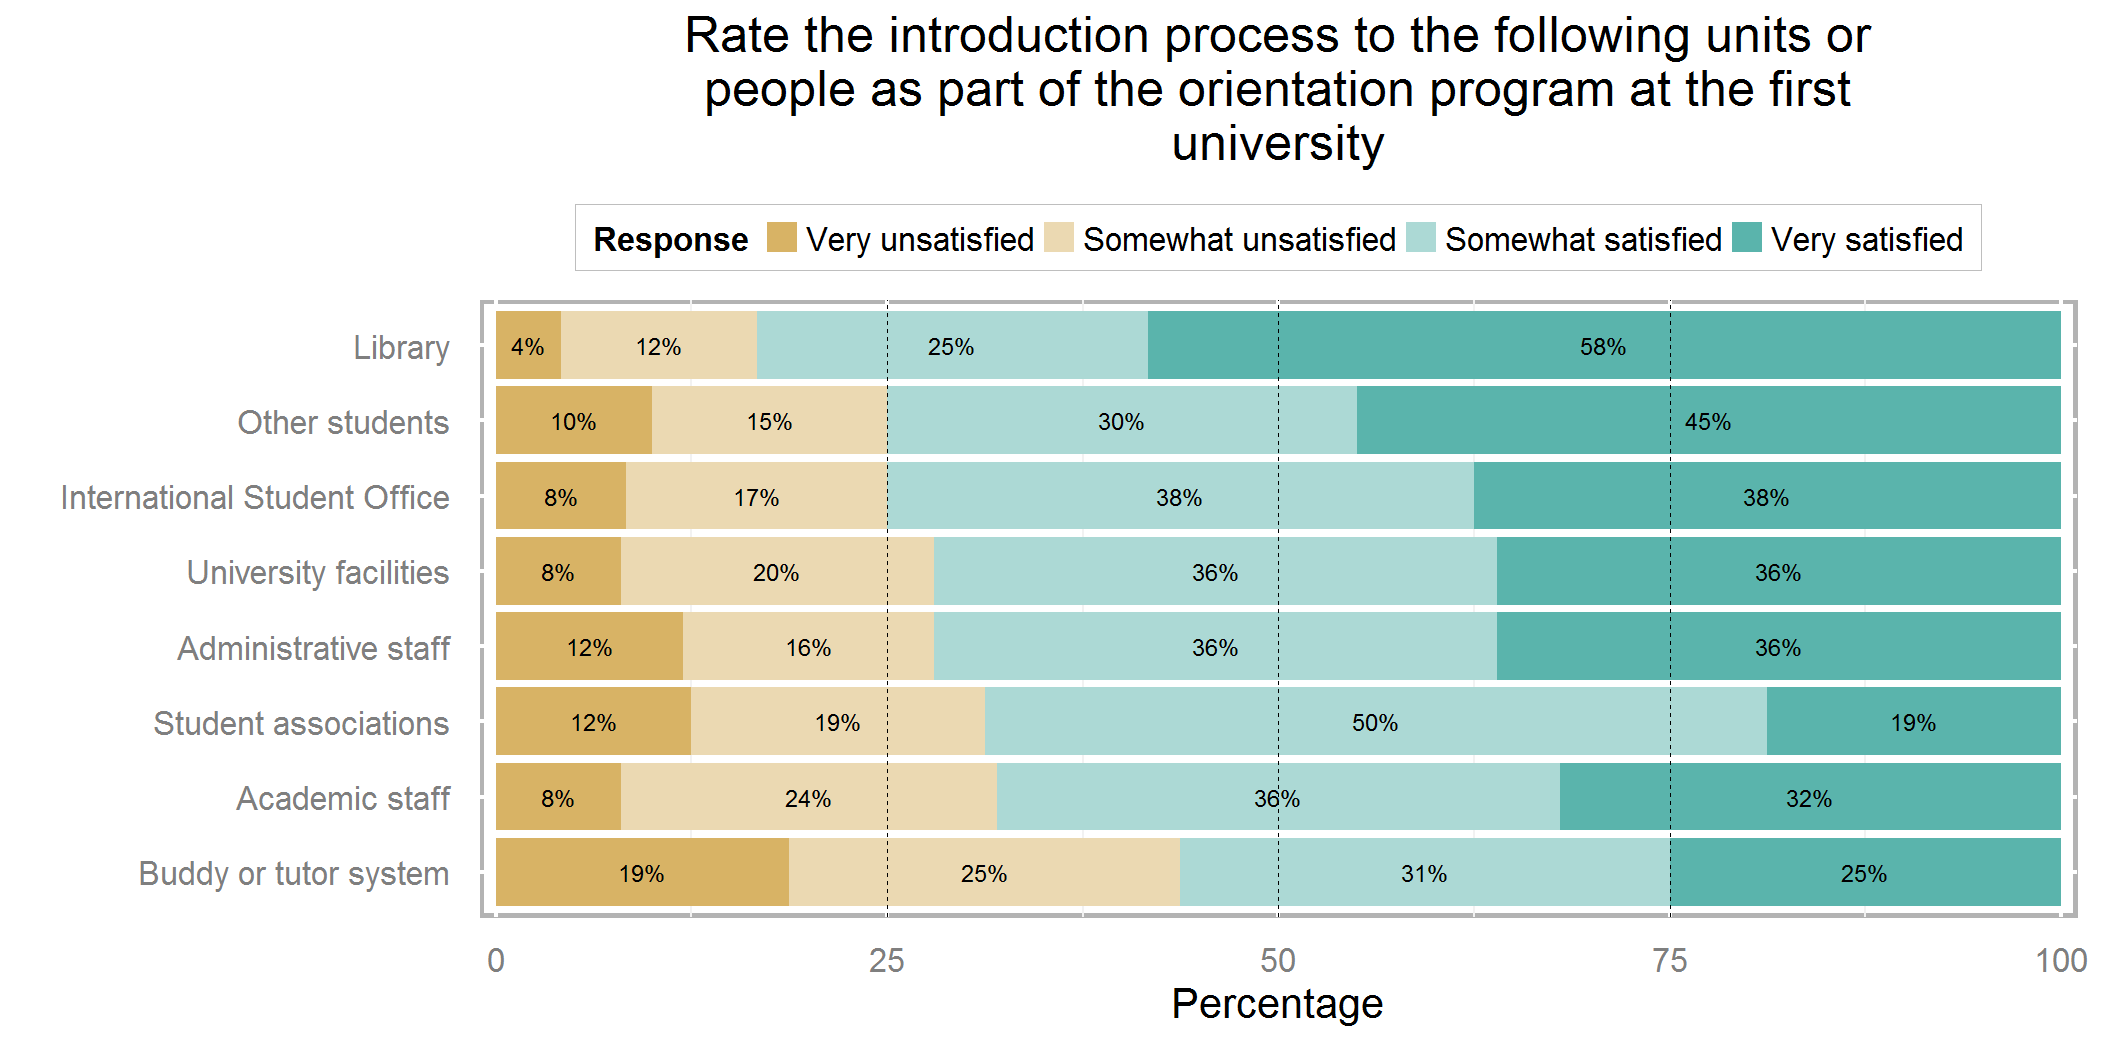 Rate the introduction process to the following units or
people as part of the orientation program at the first
university
Response Very unsatisfied Somewhat unsatisfied Somewhat satisfied Very satisfied
Library 4% 12% 25% 58%
Other students 10% 15% 30% 45%
International Student Office 8% 17% 38% 38%
University facilities 8% 20% 36% 36%
Administrative staff 12% 16% 36% 36%
Student associations 12% 19% 50% 19%
Academic staff 8% 24% 36% 32%
Buddy or tutor system 19% 25% 31% 25%
0 25 50 75 100
Percentage